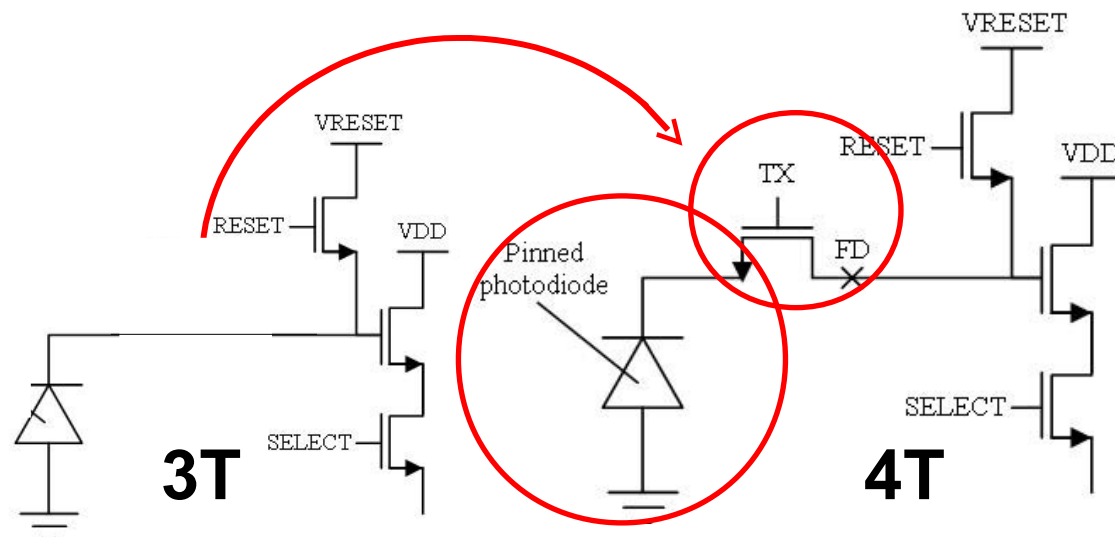 VRESET
RESET
VDD
SELECT
3T
VRESET
RESET
VDD
TX
FD
Pinned
photodiode
SELECT
4T